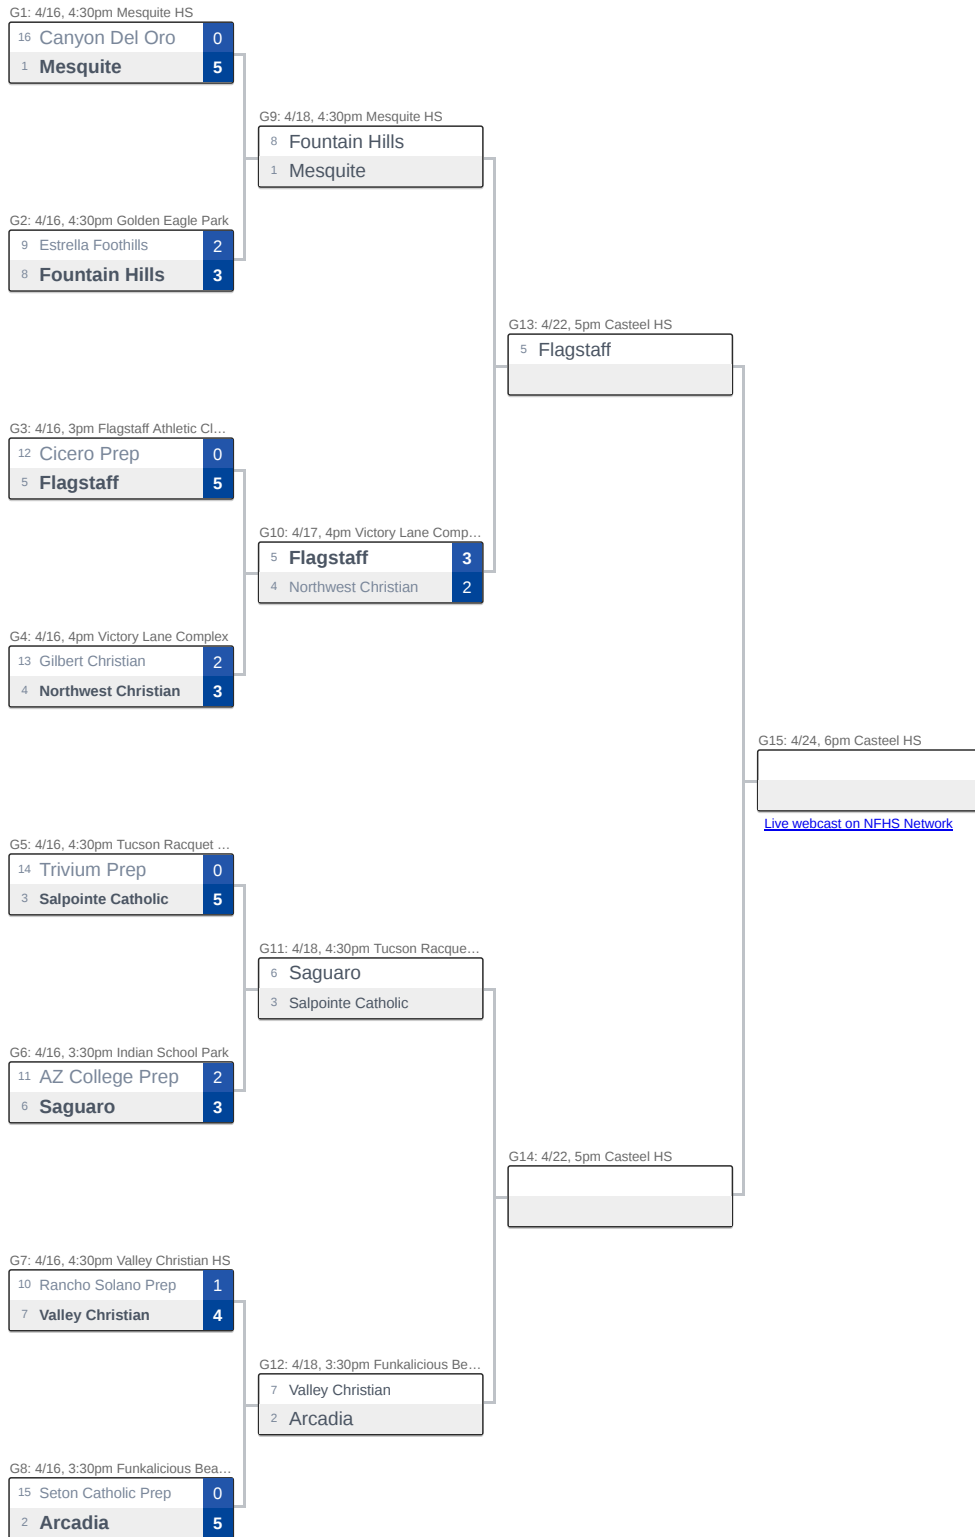 G1: 4/16, 4:30pm Mesquite HS
16 Canyon Del Oro 0
1 Mesquite 5
G9: 4/18, 4:30pm Mesquite HS
8 Fountain Hills
1 Mesquite
G2: 4/16, 4:30pm Golden Eagle Park
9 Estrella Foothills 2
8 Fountain Hills 3
G13: 4/22, 5pm Casteel HS
5 Flagstaff
G3: 4/16, 3pm Flagstaff Athletic Cl...
12 Cicero Prep 0
5 Flagstaff 5
G10: 4/17, 4pm Victory Lane Comp...
5 Flagstaff 3
4 Northwest Christian 2
G4: 4/16, 4pm Victory Lane Complex
13 Gilbert Christian 2
4 Northwest Christian 3
G15: 4/24, 6pm Casteel HS
Live webcast on NFHS Network
G5: 4/16, 4:30pm Tucson Racquet ...
14 Trivium Prep 0
3 Salpointe Catholic 5
G11: 4/18, 4:30pm Tucson Racque...
6 Saguaro
3 Salpointe Catholic
G6: 4/16, 3:30pm Indian School Park
11 AZ College Prep 2
6 Saguaro 3
G14: 4/22, 5pm Casteel HS
G7: 4/16, 4:30pm Valley Christian HS
10 Rancho Solano Prep 1
7 Valley Christian 4
G12: 4/18, 3:30pm Funkalicious Be...
7 Valley Christian
2 Arcadia
G8: 4/16, 3:30pm Funkalicious Bea...
15 Seton Catholic Prep 0
2 Arcadia 5